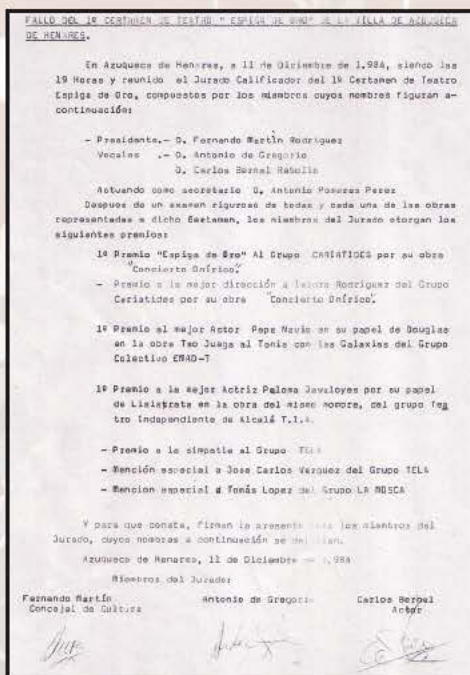 FALLO DEL 1º CERTAMEN DE TEATRO " ESPIGA DE ORO" DE LA VILLA DE AZUQUECA
DE HENARES.
En Azuqueca de Henares, a 11 de Diciembre de 1.984, siendo las
19 Horas y reunido el Jurado Calificador del 1º Certamen de Teatro
Espiga de Oro, compuestos por los miembros cuyos nombres figuran a-
continuación:
- Presidente.- D. Fernando Martín Rodriguez
Vocales .- D. Antonio de Gregorio
D. Carlos Bernal
Actuando como secretario D. Antonio Pomares Perez
Despues de un examen riguroso de todas y cada una de las obras
representadas a dicho Certamen, los miembros del Jurado otorgan los
siguientes premios:
1º Premio "Espiga de Oro" Al Grupo CARIATIDES por su obra
"Concierto Onírico".
- Premio a la mejor dirección a Rodriguez del Grupo
Cariatides por su obra "Concierto Onírico".
1º Premio al mejor Actor Pepe Navio en su papel de Douglas
en la obra Tao Juega al Tenis con las Galaxias del Grupo
Colectivo EMAD-T
1º Premio a la mejor Actriz Paloma Javaloyes por su papel
de Lisistrata en la obra del mismo nombre, del grupo Tea
tro Independiente de Alcalá T.I.A.
- Premio a la simpatia al Grupo TELA
- Mención especial a Jose Carlos Vazquez del Grupo TELA
- Mencion especial a Tomás Lopez del Grupo LA MOSCA
Y para que conste, firman la presente los miembros del
Jurado, cuyos nombres a continuación se
Azuqueca de Henares, 11 de Diciembre 1.984
Miembros del Jurado:
Fernando Martín Antonio de Gregorio Carlos Bernal
Concejal de Cultura Actor